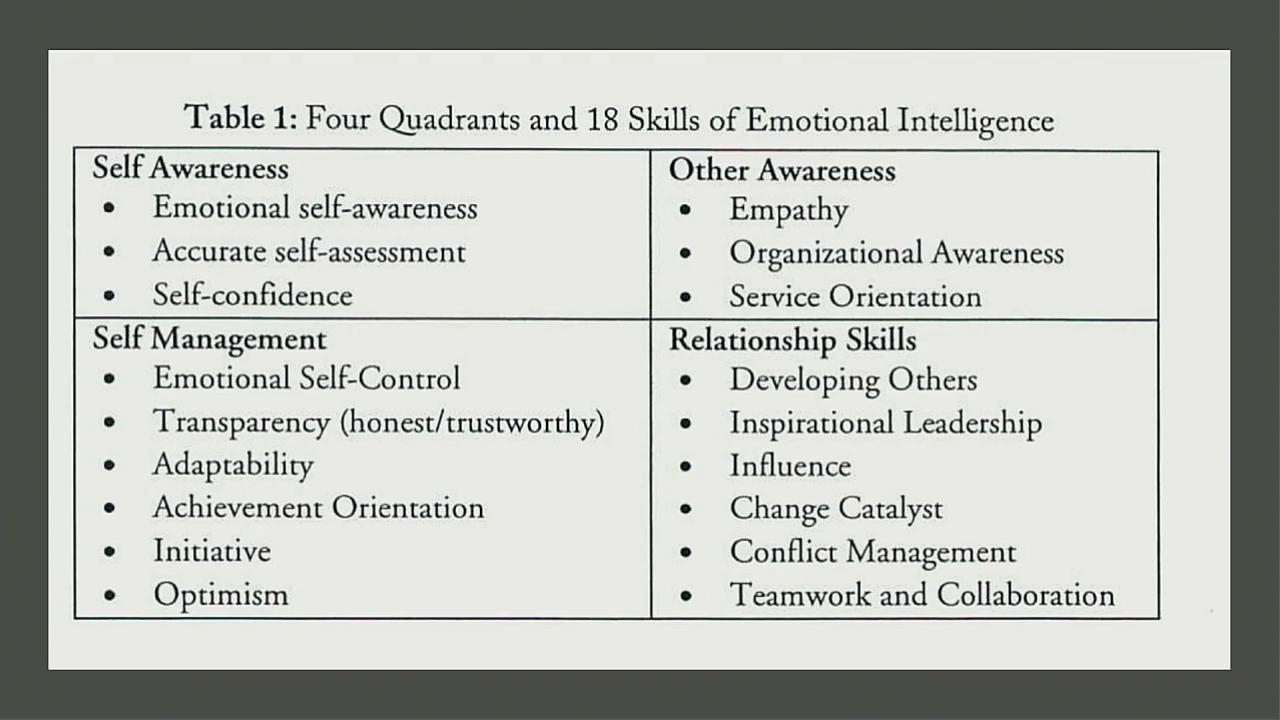 Table 1: Four Quadrants and 18 Skills of Emotional Intelligence
Self Awareness
• Emotional self-awareness
• Accurate self-assessment
• Self-confidence
Other Awareness
• Empathy
• Organizational Awareness
• Service Orientation
Self Management
• Emotional Self-Control
• Transparency (honest/trustworthy)
• Adaptability
• Achievement Orientation
• Initiative
• Optimism
Relationship Skills
• Developing Others
• Inspirational Leadership
• Influence
• Change Catalyst
• Conflict Management
• Teamwork and Collaboration